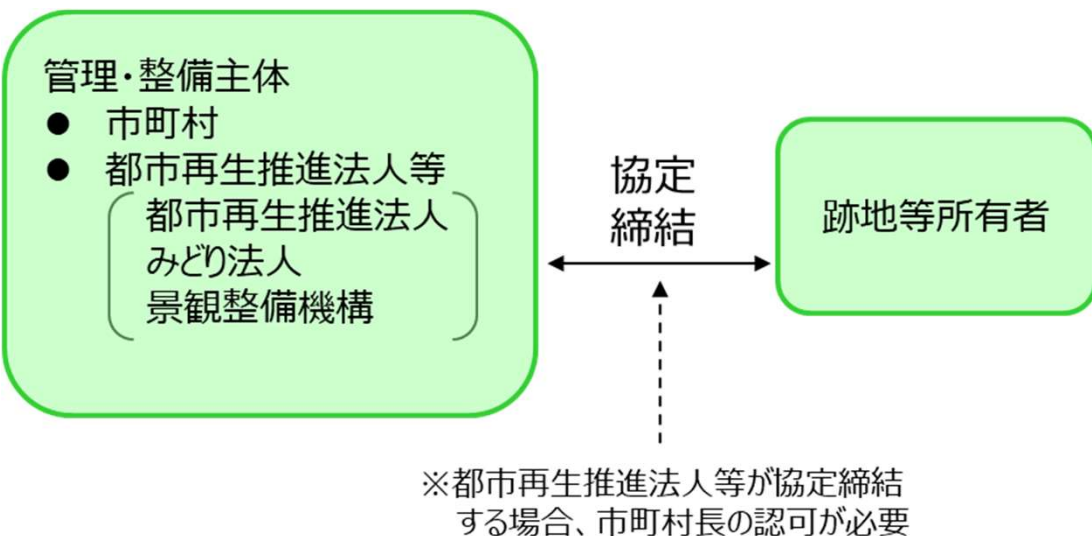 管理・整備主体
● 市町村
● 都市再生推進法人等
都市再生推進法人
みどり法人
景観整備機構
協定
締結
跡地等所有者
※都市再生推進法人等が協定締結
する場合、市町村長の認可が必要